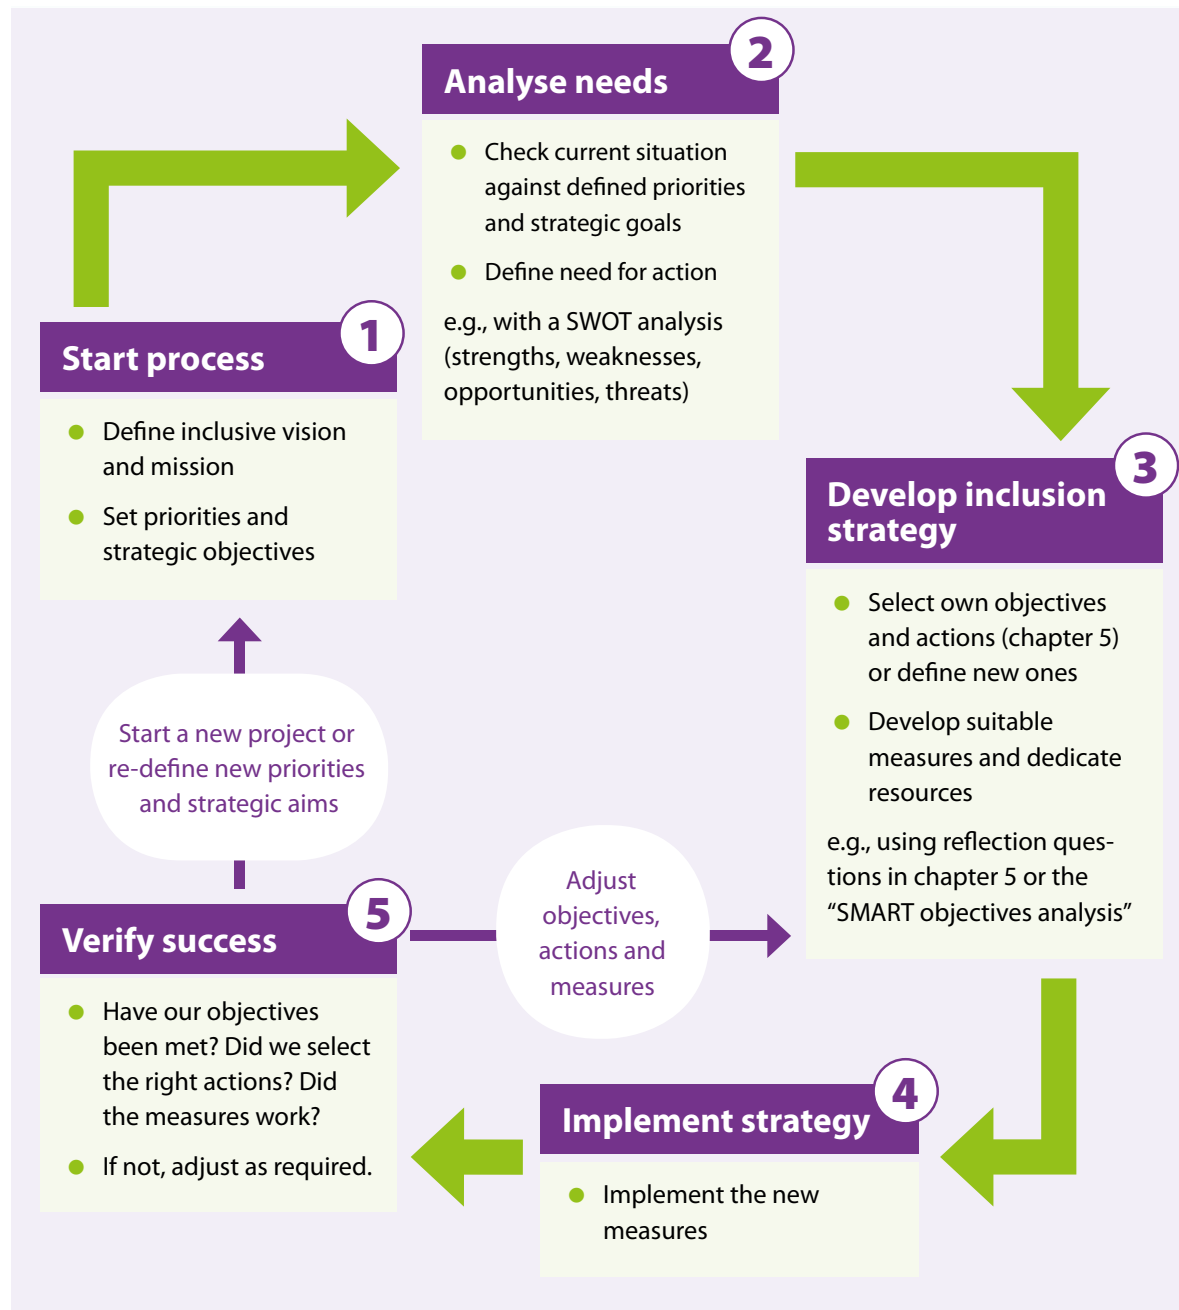 1
Start process
● Define inclusive vision
and mission
● Set priorities and
strategic objectives
2
Analyse needs
● Check current situation
against defined priorities
and strategic goals
● Define need for action
e.g., with a SWOT analysis
(strengths, weaknesses,
opportunities, threats)
3
Develop inclusion
strategy
● Select own objectives
and actions (chapter 5)
or define new ones
● Develop suitable
measures and dedicate
resources
e.g., using reflection ques-
tions in chapter 5 or the
“SMART objectives analysis”
4
Implement strategy
● Implement the new
measures
5
Verify success
● Have our objectives
been met? Did we select
the right actions? Did
the measures work?
● If not, adjust as required.
Adjust
objectives,
actions and
measures
Start a new project or
re-define new priorities
and strategic aims